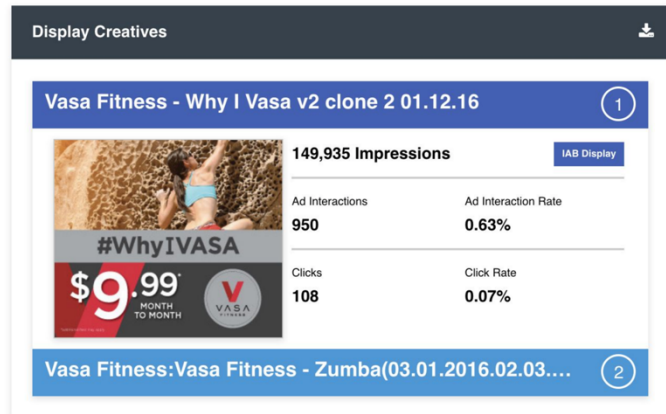 Display Creatives
Vasa Fitness - Why I Vasa v2 clone 2 01.12.16
1
149,935 Impressions
IAB Display
Ad Interactions
Ad Interaction Rate
950
0.63%
#WhyIVASA
$9.99*
MONTH
TO MONTH
VASA
FITNESS
Clicks
Click Rate
108
0.07%
Vasa Fitness:Vasa Fitness - Zumba(03.01.2016.02.03....
2